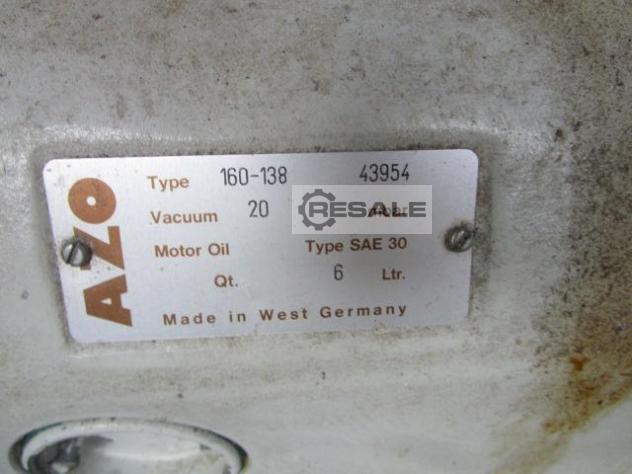 AZO
Type 160-138 43954
Vacuum 20 mbar
RESALE
Motor Oil Type SAE 30
Qt. 6 Ltr.
Made in West Germany